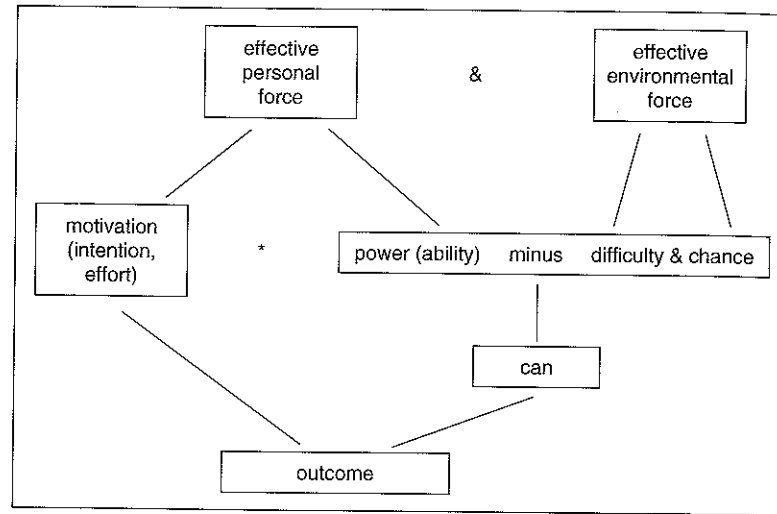 effective
personal
force
&
effective
environmental
force
motivation
(intention,
effort)
*
power (ability) minus difficulty & chance
can
outcome